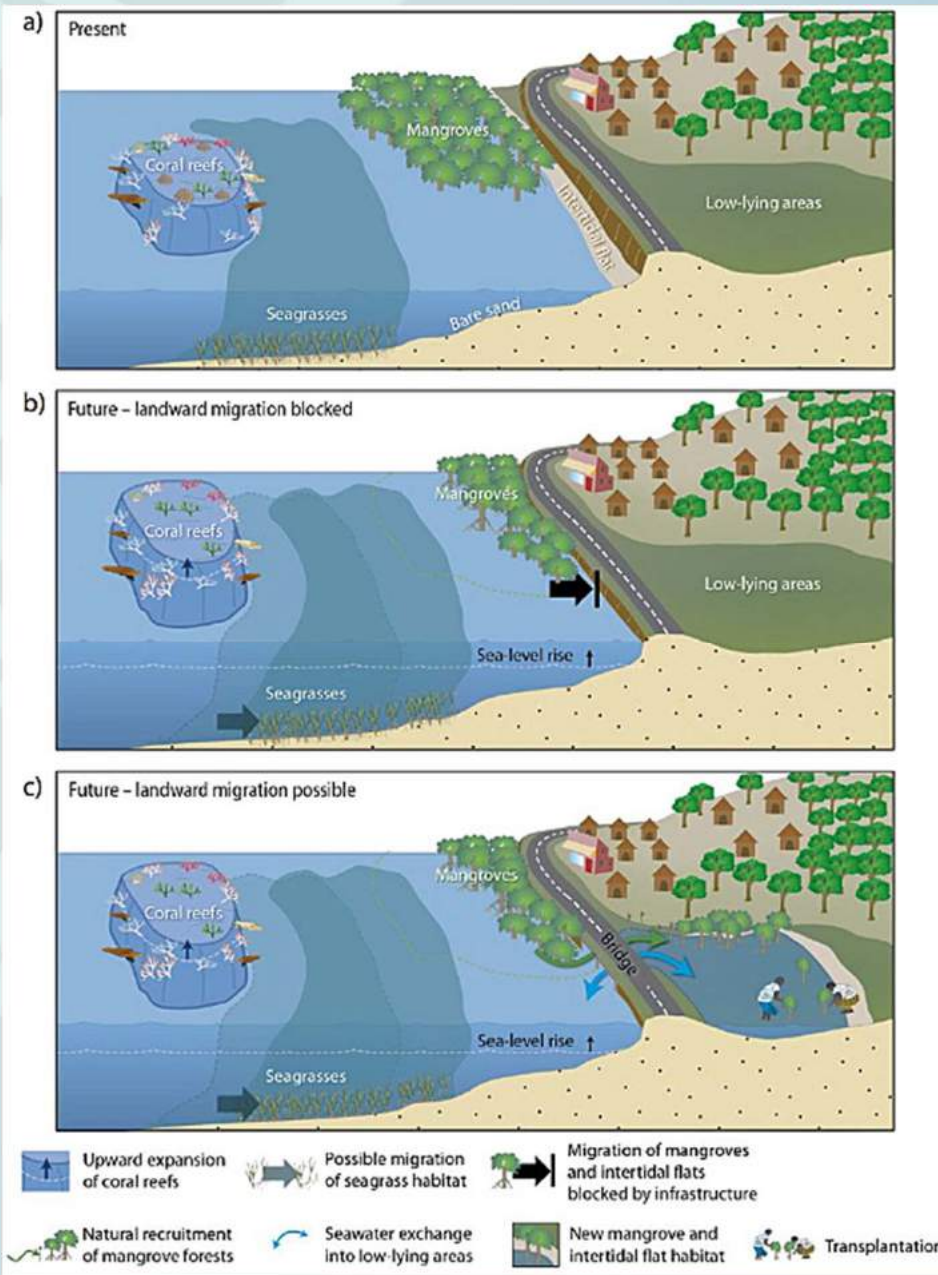 a)
Present
Mangroves
Coral reefs
Low-lying areas
Intertidal flat
Seagrasses
Bare sand
b)
Future – landward migration blocked
Mangroves
Coral reefs
Low-lying areas
Sea-level rise
Seagrasses
c)
Future – landward migration possible
Mangroves
Coral reefs
Bridge
Sea-level rise
Seagrasses
Upward expansion
of coral reefs
Possible migration
of seagrass habitat
Migration of mangroves
and intertidal flats
blocked by infrastructure
Natural recruitment
of mangrove forests
Seawater exchange
into low-lying areas
New mangrove and
intertidal flat habitat
Transplantation